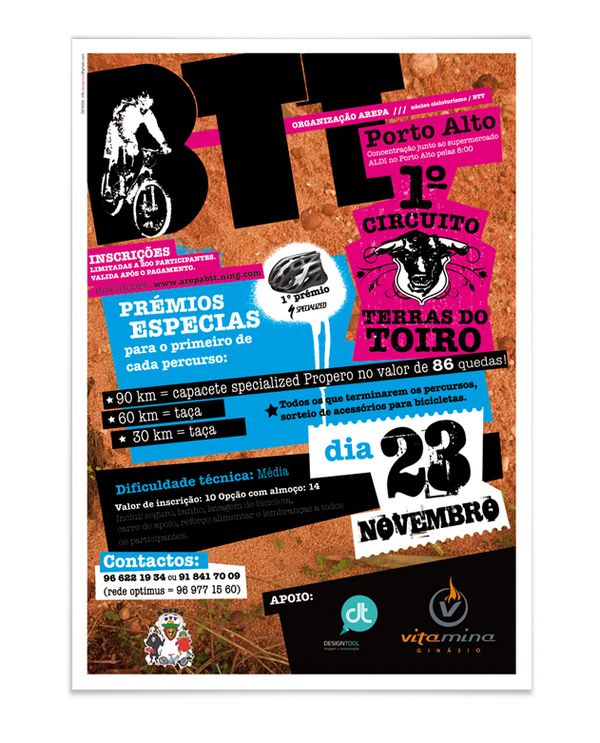 BTT
ORGANIZAÇÃO AREPA /// núcleo cicloturismo / BTT
Porto Alto
Concentração junto ao supermercado
ALDI no Porto Alto pelas 8:00
1º
CIRCUITO
TERRAS DO
TOIRO
INSCRIÇÕES
LIMITADAS A 200 PARTICIPANTES.
VALIDA APÓS O PAGAMENTO.
www.arepabtt.ning.com
1º prémio
SPECIALIZED
PRÉMIOS
ESPECIAS
para o primeiro de
cada percurso:
90 km = capacete specialized Propero no valor de 86 quedas!
60 km = taça
30 km = taça
Todos os que terminarem os percursos,
sorteio de acessórios para bicicletas.
dia 23
NOVEMBRO
Dificuldade técnica: Média
Valor de inscrição: 10 Opção com almoço: 14
Inclui: seguro, banho, lavagem de bicicleta,
carro de apoio, reforço alimentar e lembranças a todos
os participantes.
Contactos:
96 622 19 34 ou 91 841 70 09
(rede optimus = 96 977 15 60)
APOIO:
dt
DESIGNTOOL
imagem e comunicação
vitamina
GINÁSIO